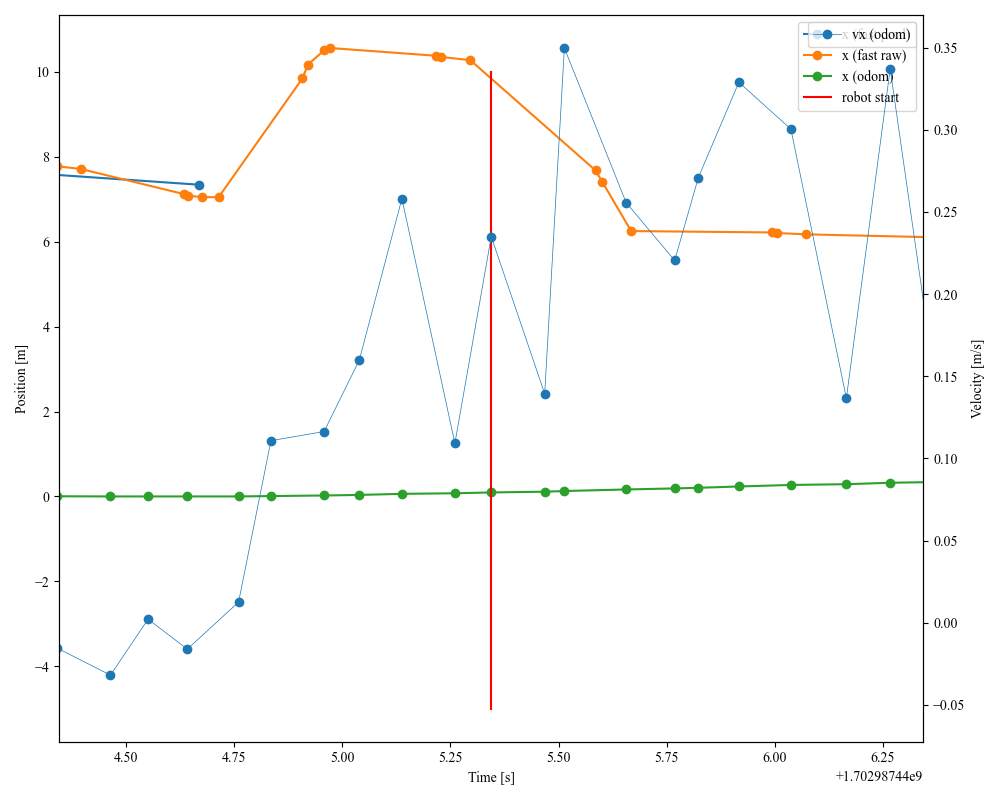 vx (odom)
x (fast raw)
x (odom)
robot start
10
8
6
4
2
0
−2
−4
0.35
0.30
0.25
0.20
0.15
0.10
0.05
0.00
−0.05
Position [m]
Velocity [m/s]
4.50 4.75 5.00 5.25 5.50 5.75 6.00 6.25
Time [s]
+1.70298744e9